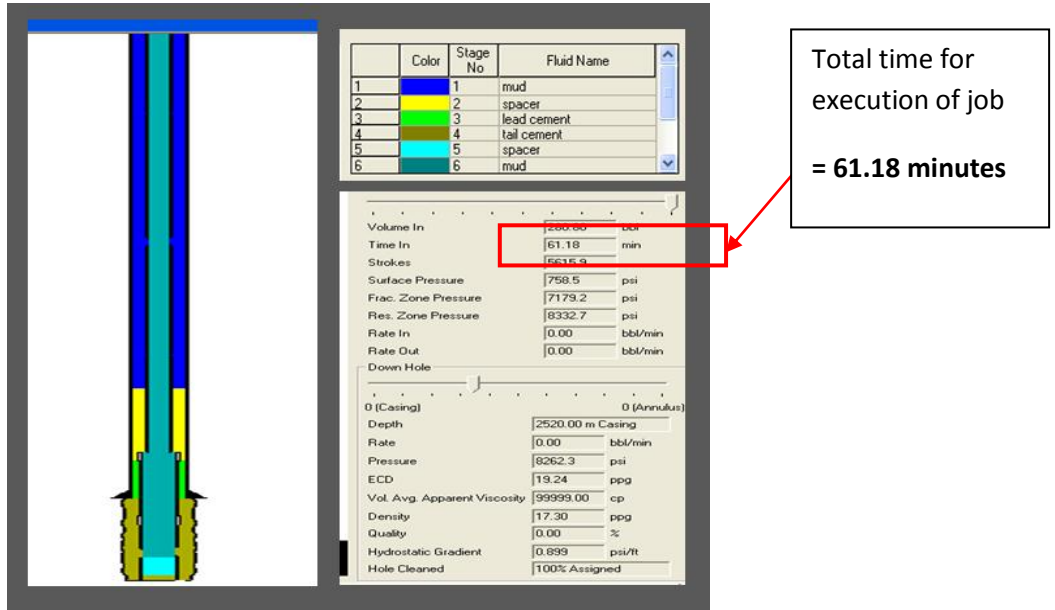 Color Stage No Fluid Name
1 1 mud
2 2 spacer
3 3 lead cement
4 4 tail cement
5 5 spacer
6 6 mud
Total time for
execution of job
= 61.18 minutes
Volume In
Time In 61.18 min
Strokes 5615.9
Surface Pressure 758.5 psi
Frac. Zone Pressure 7179.2 psi
Res. Zone Pressure 8332.7 psi
Rate In 0.00 bbl/min
Rate Out 0.00 bbl/min
Down Hole
0 (Casing) 0 (Annulus)
Depth 2520.00 m Casing
Rate 0.00 bbl/min
Pressure 8262.3 psi
ECD 19.24 ppg
Vol. Avg. Apparent Viscosity 99999.00 cp
Density 17.30 ppg
Quality 0.00 %
Hydrostatic Gradient 0.899 psi/ft
Hole Cleaned 100% Assigned